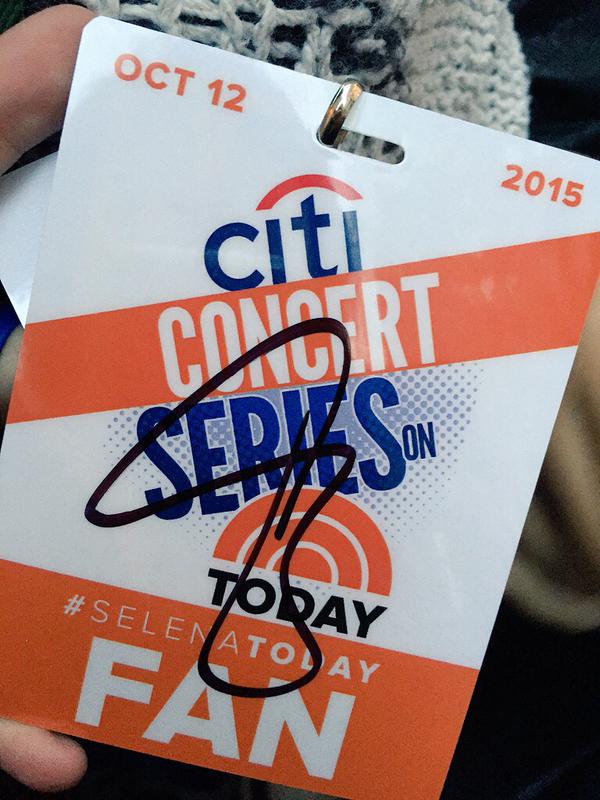 OCT 12
2015
citi
CONCERT
SERIES ON
TODAY
#SELENATODAY
FAN